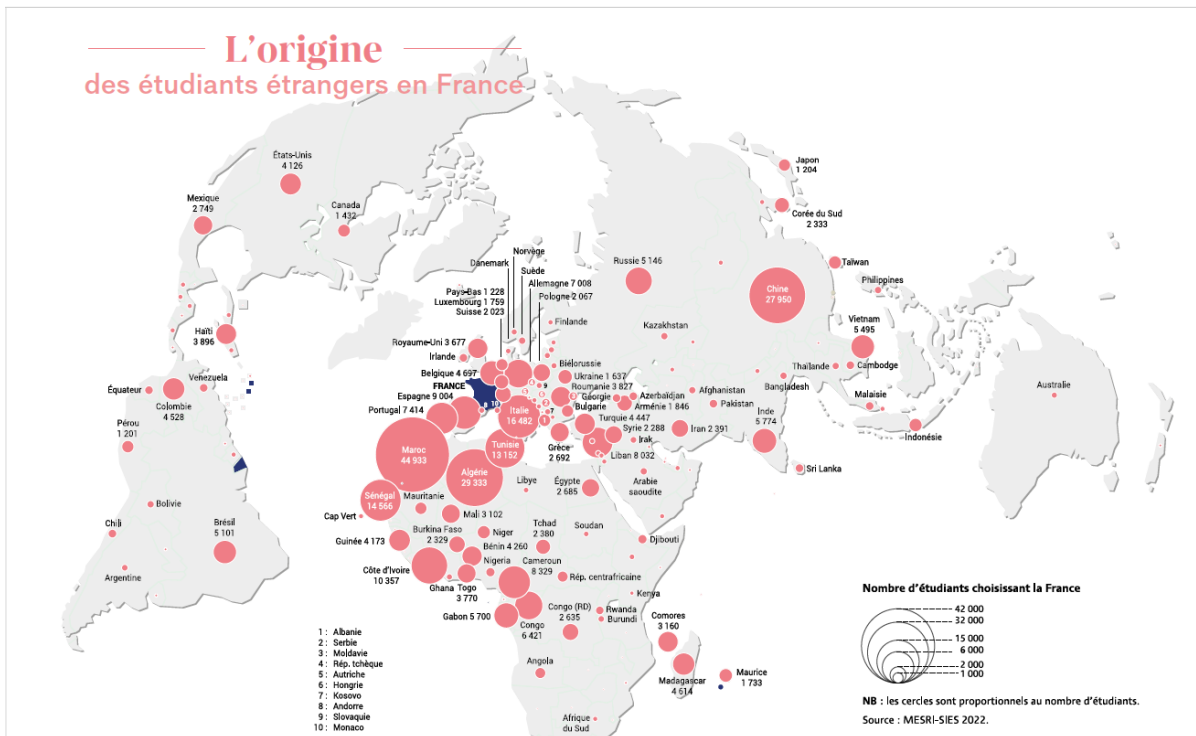 L'origine
des étudiants étrangers en France
États-Unis
4 126
Mexique
2 749
Canada
1 432
Japon
1 204
Corée du Sud
2 333
Norvège
Danemark
Suède
Allemagne 7 008
Pologne 2 067
Pays-Bas 1 228
Luxembourg 1 759
Suisse 2 023
Russie 5 146
Chine
27 950
Taïwan
Philippines
Finlande
Kazakhstan
Vietnam
5 495
Haïti
3 896
Royaume-Uni 3 677
Irlande
Biélorussie
Thaïlande
Cambodge
Belgique 4 697
Ukraine 1 637
Bangladesh
Venezuela
Équateur
FRANCE
Roumanie 3 827
Géorgie
Azerbaïdjan
Afghanistan
Malaisie
Australie
Colombie
4 528
Espagne 9 004
Portugal 7 414
Italie
16 482
Bulgarie
Arménie 1 846
Pakistan
Inde
5 774
Turquie 4 447
Syrie 2 288
Iran 2 391
Indonésie
Pérou
1 201
Maroc
44 933
Tunisie
13 152
Grèce
2 692
Irak
Liban 8 032
Sri Lanka
Algérie
29 333
Libye
Égypte
2 685
Arabie
saoudite
Sénégal
14 566
Mauritanie
Bolivie
Cap Vert
Mali 3 102
Chili
Brésil
5 101
Burkina Faso
2 329
Niger
Tchad
2 380
Soudan
Djibouti
Guinée 4 173
Bénin 4 260
Nigeria
Cameroun
8 329
Argentine
Côte d'Ivoire
10 357
Ghana
Togo
3 770
Rép. centrafricaine
Kenya
Gabon 5 700
Congo
6 421
Congo (RD)
2 635
Rwanda
Burundi
Comores
3 160
Angola
Madagascar
4 614
Maurice
1 733
Afrique
du Sud
1 : Albanie
2 : Serbie
3 : Moldavie
4 : Rép. tchèque
5 : Autriche
6 : Hongrie
7 : Kosovo
8 : Andorre
9 : Slovaquie
10 : Monaco
Nombre d'étudiants choisissant la France
42 000
32 000
15 000
6 000
2 000
1 000
NB : les cercles sont proportionnels au nombre d'étudiants.
Source : MESRI-SIES 2022.